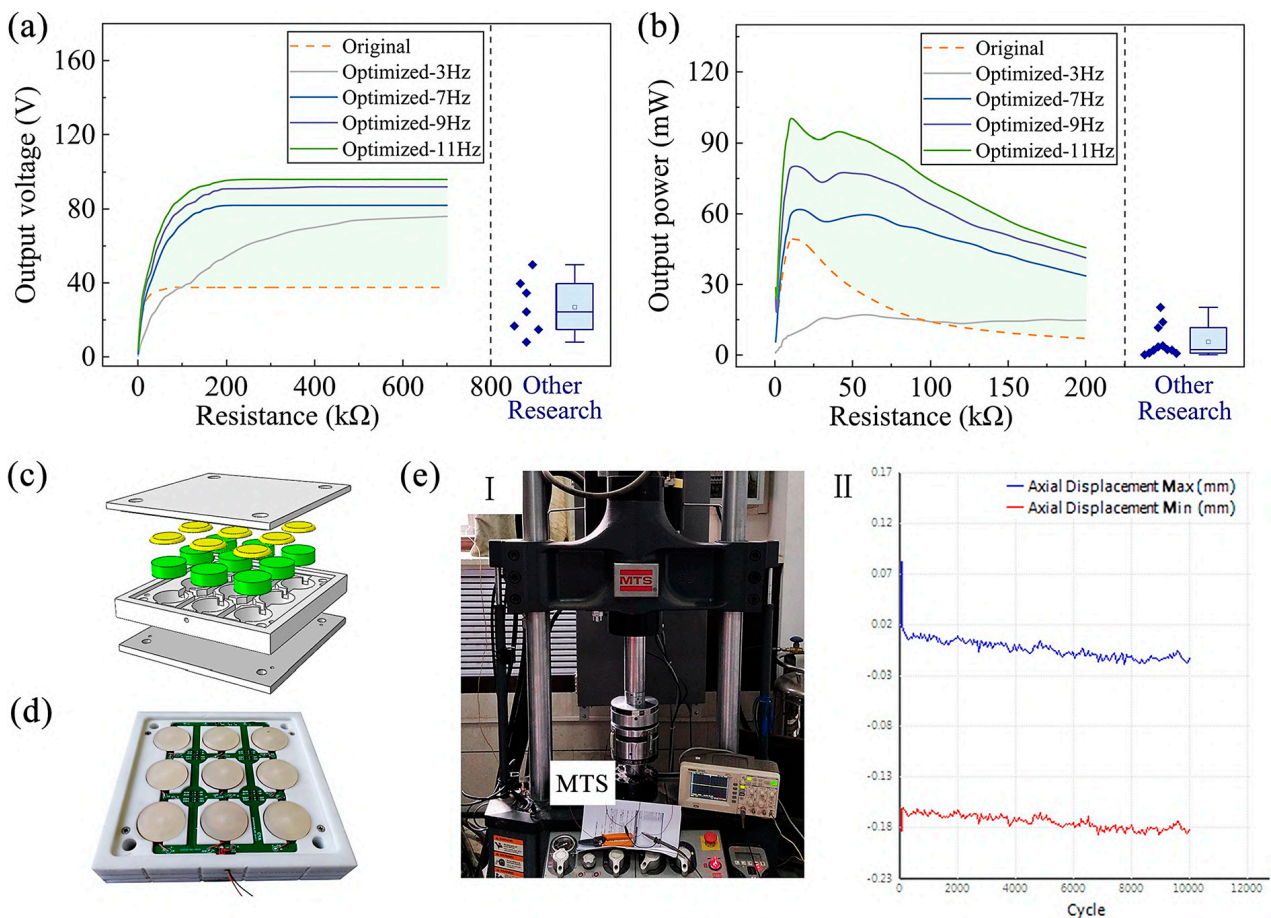 (a)
Output voltage (V)
160
120
80
40
0
Original
Optimized-3Hz
Optimized-7Hz
Optimized-9Hz
Optimized-11Hz
0
200
400
600
800
Resistance (kΩ)
Other
Research
(b)
Output power (mW)
120
90
60
30
0
Original
Optimized-3Hz
Optimized-7Hz
Optimized-9Hz
Optimized-11Hz
0
50
100
150
200
Resistance (kΩ)
Other
Research
(c)
(d)
(e)
I
MTS
MTS
II
0.17
0.12
0.07
0.02
-0.03
-0.08
-0.13
-0.18
-0.23
Axial Displacement Max (mm)
Axial Displacement Min (mm)
0
2000
4000
6000
8000
10000
12000
Cycle